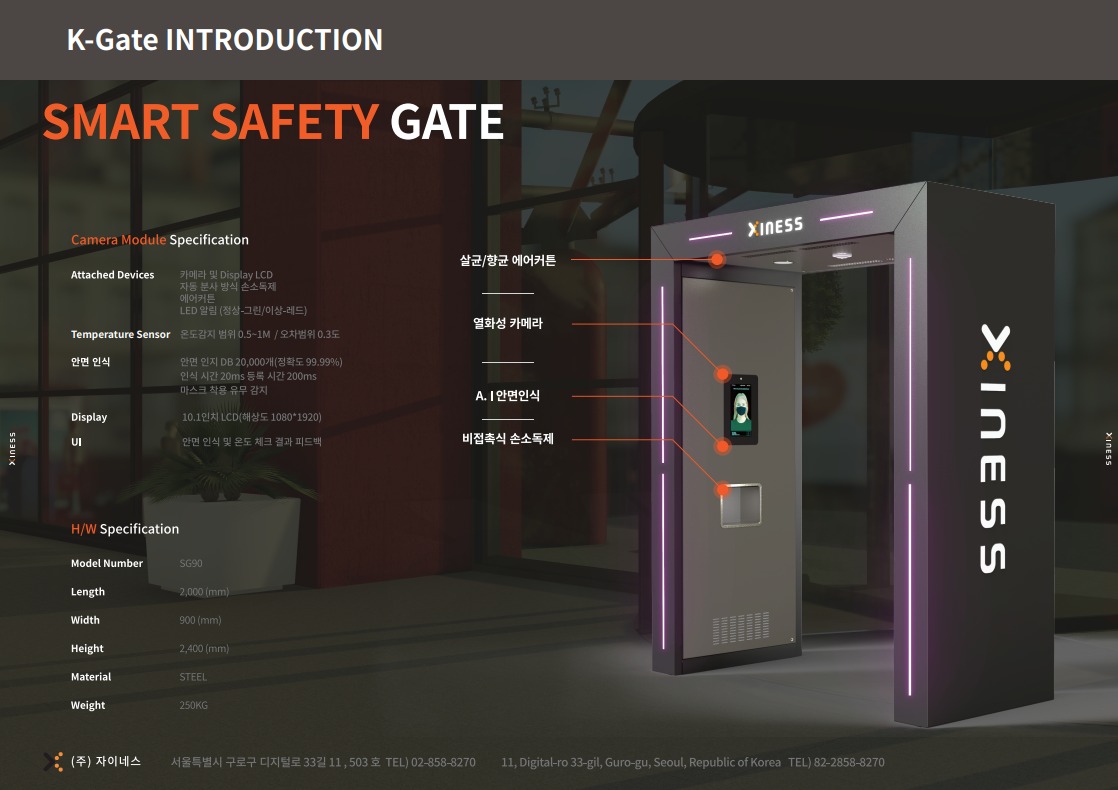 K-Gate INTRODUCTION
SMART SAFETY GATE
Camera Module Specification
Attached Devices 카메라 및 Display LCD
자동 분사 방식 손소독제
에어커튼
LED 알림 (정상-그린/이상-레드)
Temperature Sensor 온도감지 범위 0.5~1M / 오차범위 0.3도
안면 인식 안면 인지 DB 20,000개(정확도 99.99%)
인식 시간 20ms 등록 시간 200ms
마스크 착용 유무 감지
Display 10.1인치 LCD(해상도 1080*1920)
UI 안면 인식 및 온도 체크 결과 피드백
H/W Specification
Model Number SG90
Length 2,000 (mm)
Width 900 (mm)
Height 2,400 (mm)
Material STEEL
Weight 250KG
살균/향균 에어커튼
열화성 카메라
A. I 안면인식
비접촉식 손소독제
XINESS
XINESS
XINESS
XINESS
(주) 자이네스 서울특별시 구로구 디지털로 33길 11 , 503 호 TEL) 02-858-8270 11, Digital-ro 33-gil, Guro-gu, Seoul, Republic of Korea TEL) 82-2858-8270